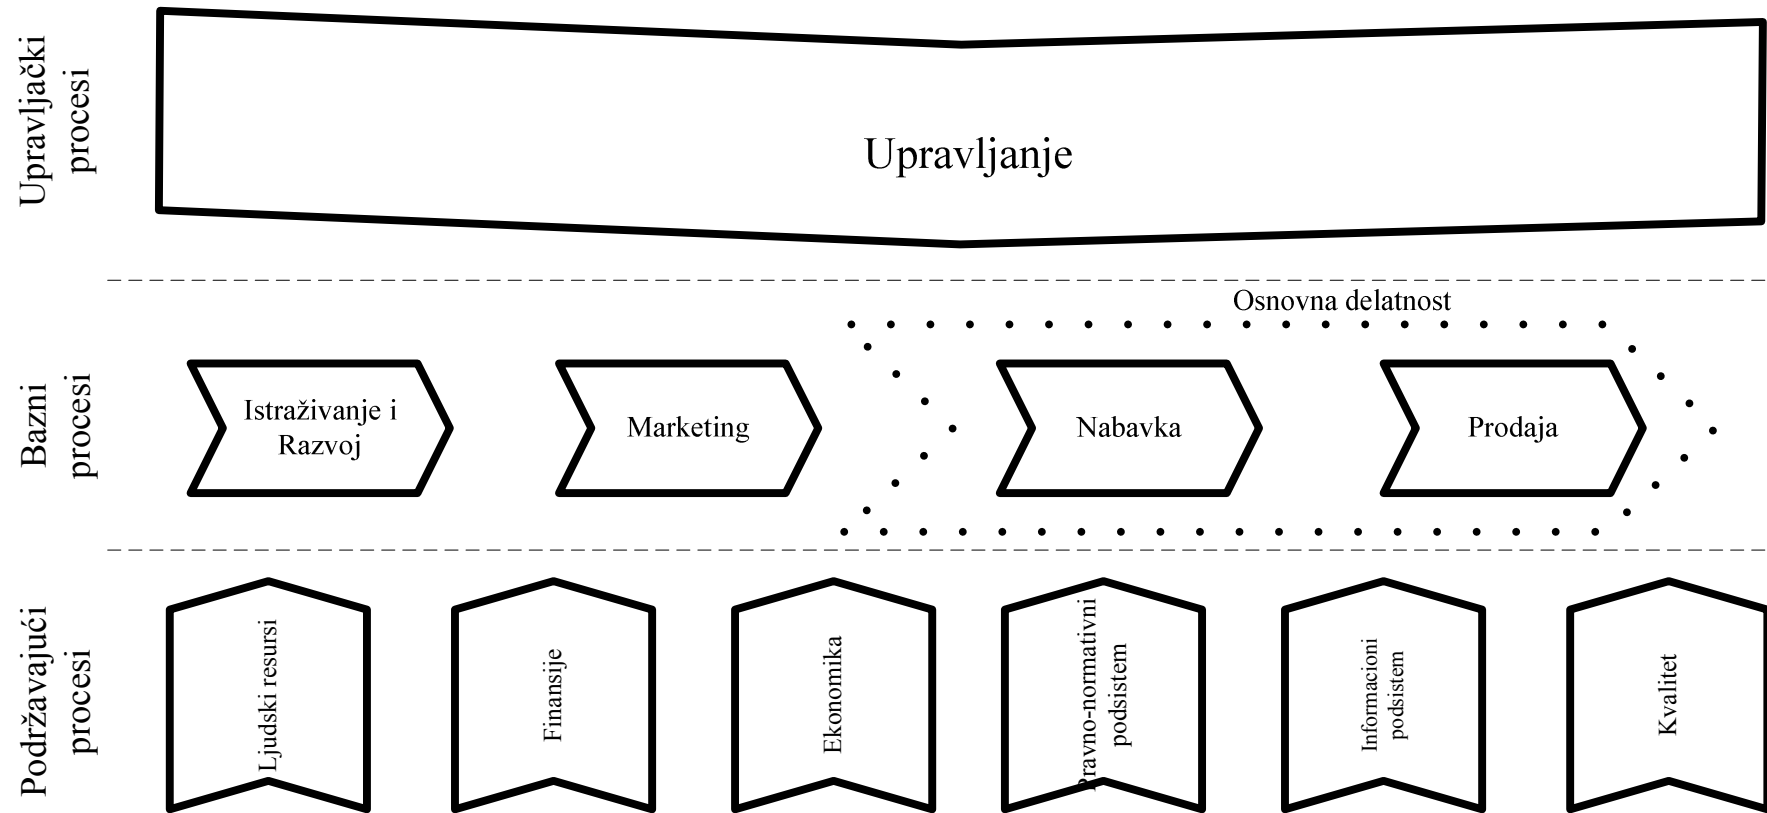 Upravljački
procesi
Upravljanje
Osnovna delatnost
Bazni
procesi
Istraživanje i
Razvoj
Marketing
Nabavka
Prodaja
Podržavajući
procesi
Ljudski resursi
Finansije
Ekonomika
Pravno-normativni
podsistem
Informacioni
podsistem
Kvalitet